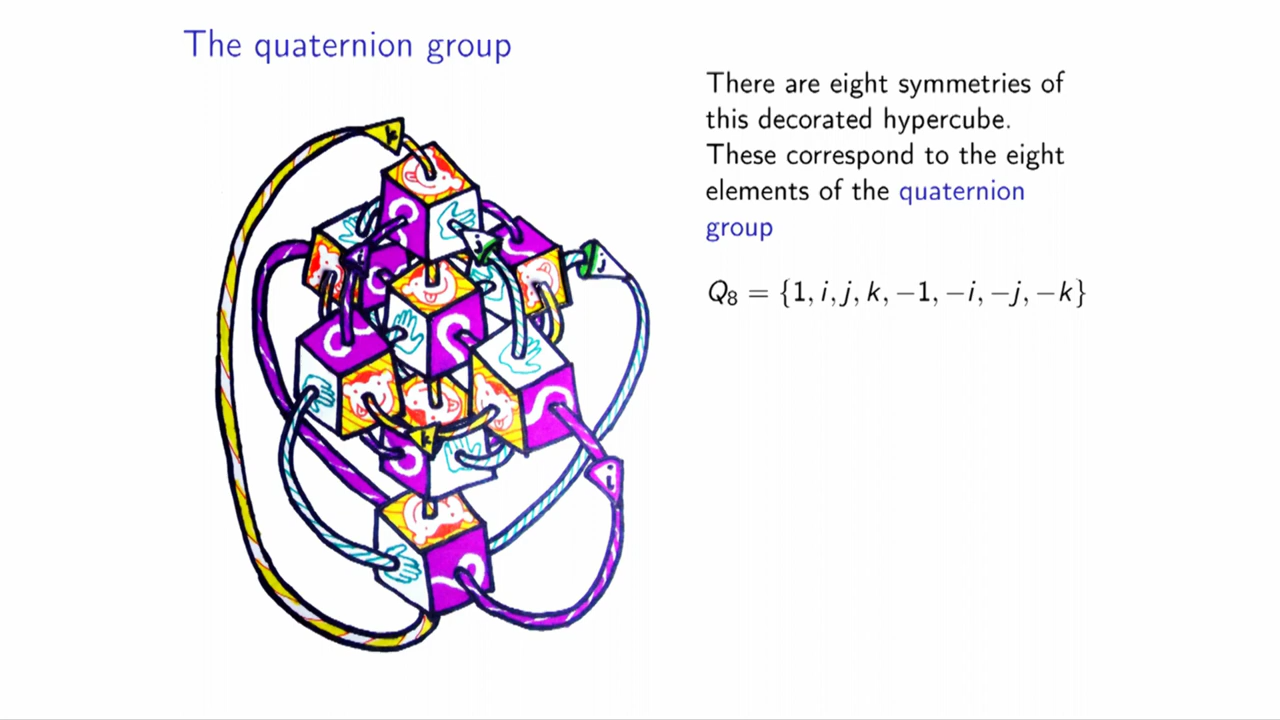 The quaternion group
There are eight symmetries of
this decorated hypercube.
These correspond to the eight
elements of the quaternion
group
Q₈ = {1, i, j, k, −1, −i, −j, −k}
k
i
j
j
k
i